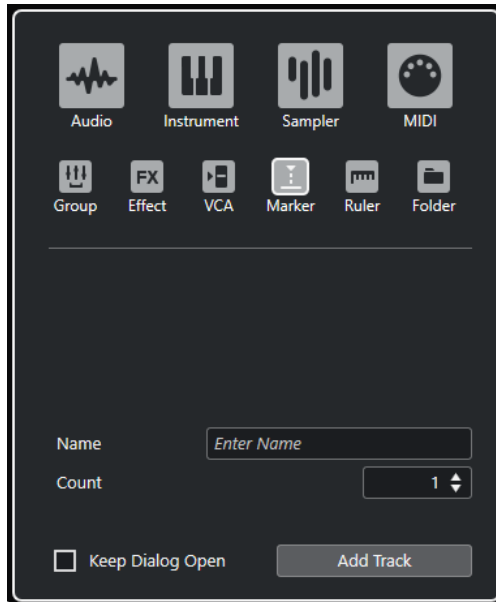 Audio Instrument Sampler MIDI
FX
Group Effect VCA Marker Ruler Folder
Name Enter Name
Count 1
Keep Dialog Open Add Track